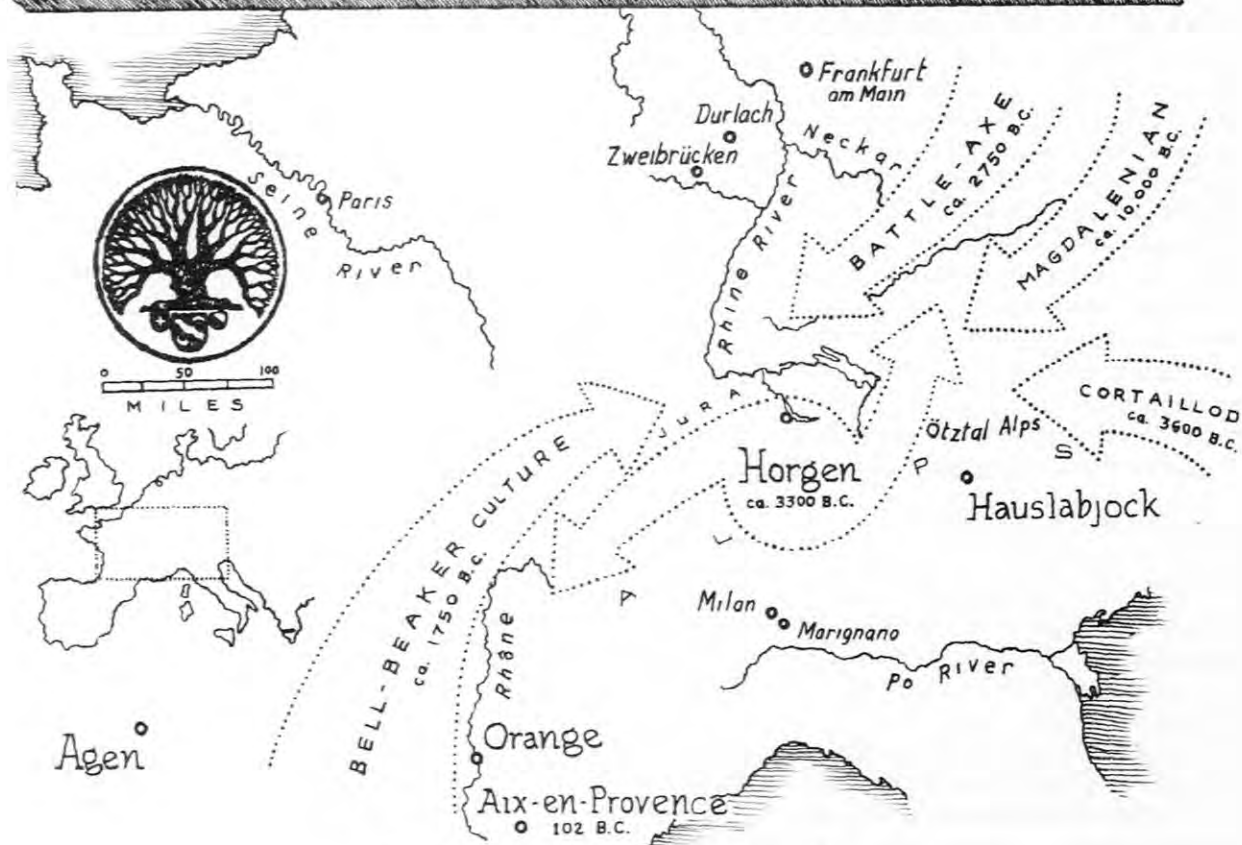 Frankfurt
am Main
Durlach
Zweibrücken
Neckar
BATTLE-AXE
ca. 2750 B.C.
MAGDALENIAN
ca. 10,000 B.C.
Seine
Paris
River
Rhine River
0 50 100
MILES
JURA
CORTAILLOD
ca. 3600 B.C.
Ötztal Alps
ALPS
Horgen
ca. 3300 B.C.
Hauslabjock
BELL-BEAKER CULTURE
ca. 1750 B.C.
Rhône
Milan
Marignano
Po River
Agen
Orange
Aix-en-Provence
102 B.C.